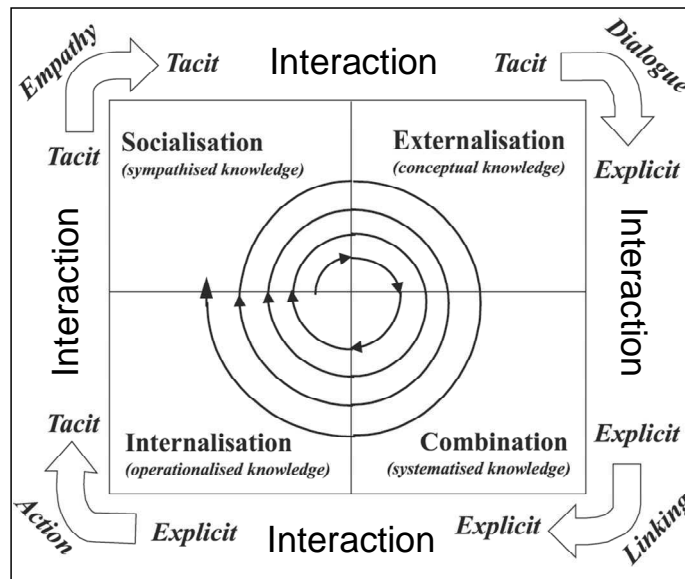 Empathy
Tacit
Interaction
Tacit
Dialogue
Tacit
Explicit
Socialisation
(sympathised knowledge)
Externalisation
(conceptual knowledge)
Interaction
Interaction
Tacit
Internalisation
(operationalised knowledge)
Combination
(systematised knowledge)
Explicit
Action
Explicit
Interaction
Explicit
Linking